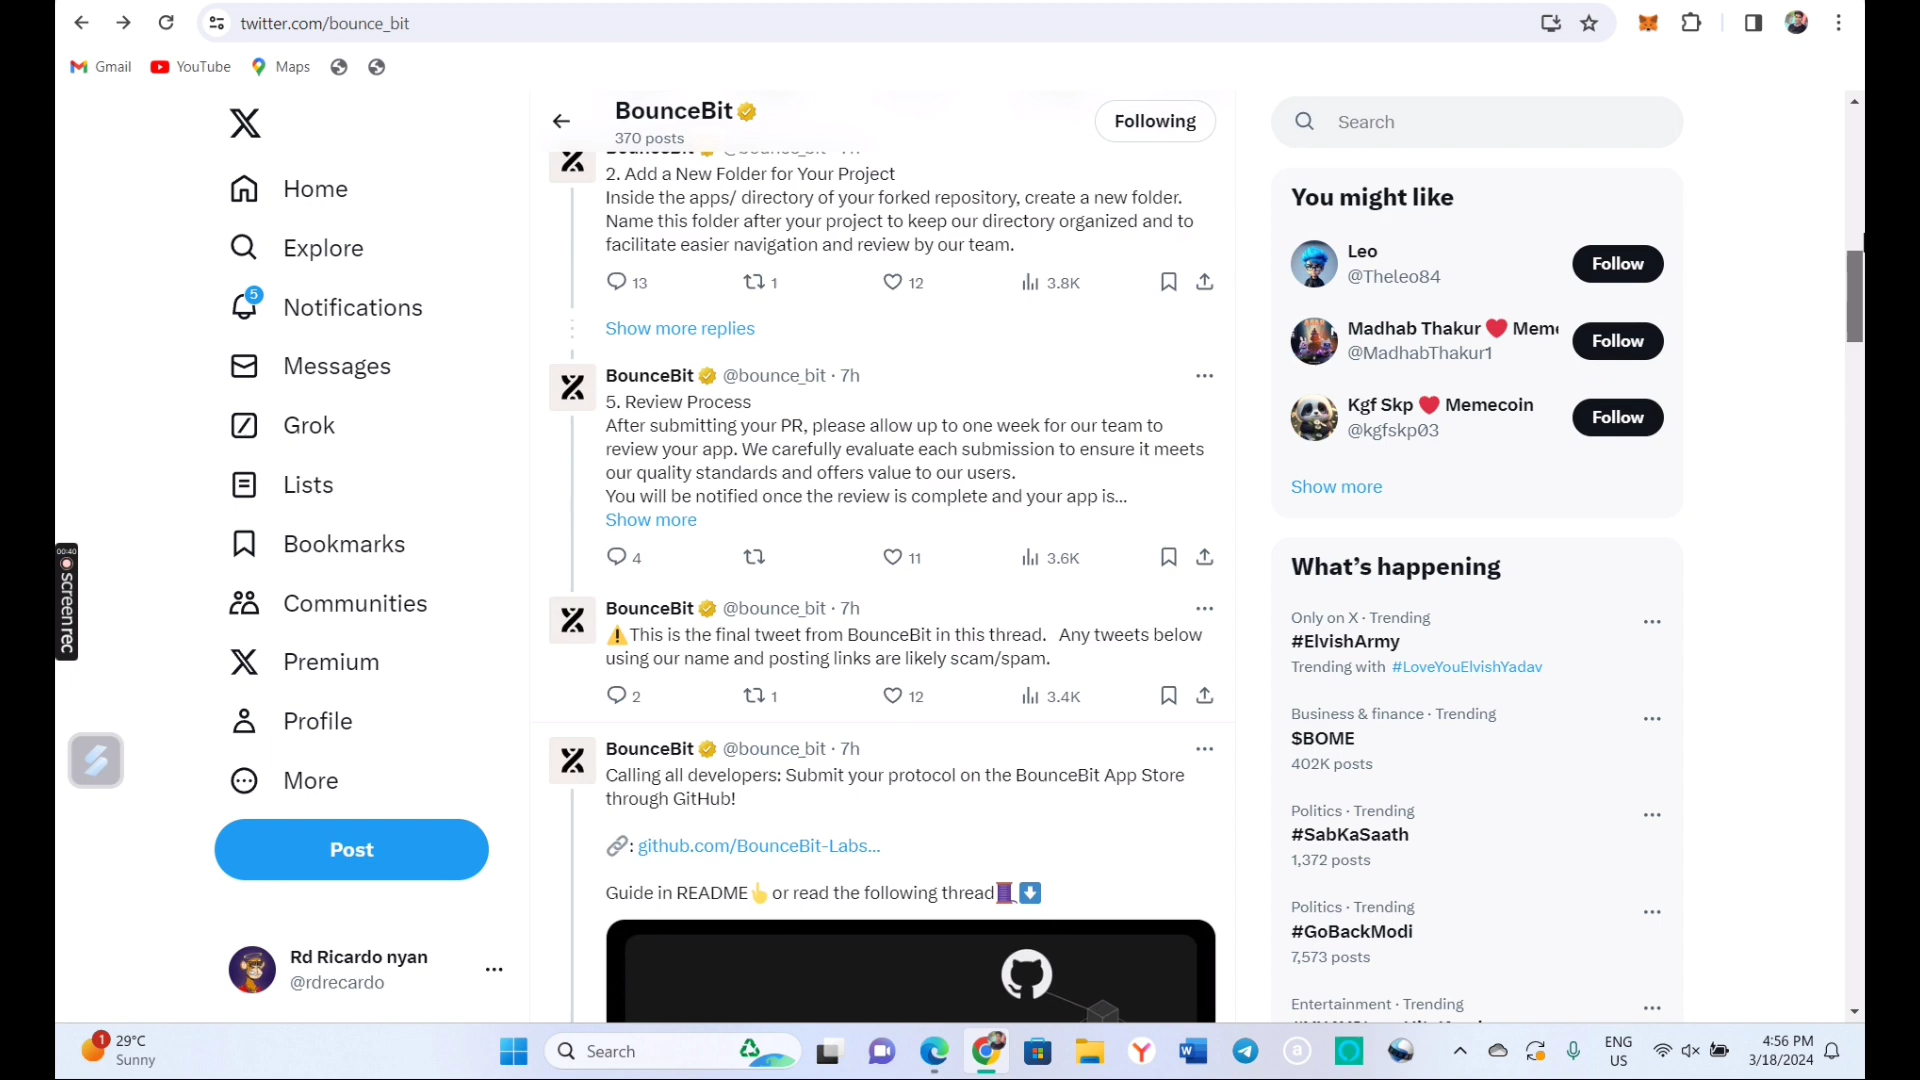 twitter.com/bounce_bit
Gmail YouTube Maps
Home
Explore
5
Notifications
Messages
Grok
Lists
Bookmarks
Communities
Premium
Profile
More
Post
Rd Ricardo nyan
@rdrecardo
00:40
screenrec
BounceBit
370 posts
Following
2. Add a New Folder for Your Project
Inside the apps/ directory of your forked repository, create a new folder.
Name this folder after your project to keep our directory organized and to
facilitate easier navigation and review by our team.
13 1 12 3.8K
Show more replies
BounceBit @bounce_bit · 7h
5. Review Process
After submitting your PR, please allow up to one week for our team to
review your app. We carefully evaluate each submission to ensure it meets
our quality standards and offers value to our users.
You will be notified once the review is complete and your app is...
Show more
4 11 3.6K
BounceBit @bounce_bit · 7h
⚠️This is the final tweet from BounceBit in this thread. Any tweets below
using our name and posting links are likely scam/spam.
2 1 12 3.4K
BounceBit @bounce_bit · 7h
Calling all developers: Submit your protocol on the BounceBit App Store
through GitHub!
🔗: github.com/BounceBit-Labs...
Guide in README👆or read the following thread🧵⬇️
Search
You might like
Leo
@Theleo84
Follow
Madhab Thakur ❤️ Meme
@MadhabThakur1
Follow
Kgf Skp ❤️ Memecoin
@kgfskp03
Follow
Show more
What's happening
Only on X · Trending
#ElvishArmy
Trending with #LoveYouElvishYadav
Business & finance · Trending
$BOME
402K posts
Politics · Trending
#SabKaSaath
1,372 posts
Politics · Trending
#GoBackModi
7,573 posts
Entertainment · Trending
1
29°C
Sunny
Search
ENG
US
4:56 PM
3/18/2024